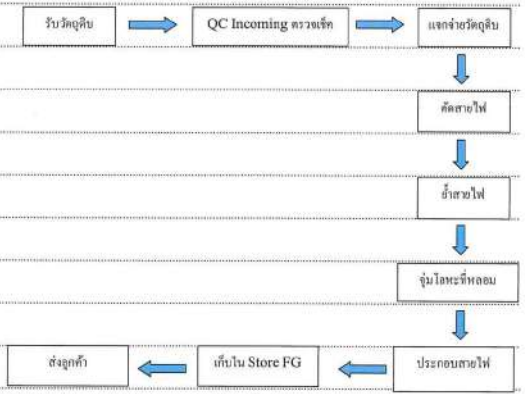 รับวัตถุดิบ
QC Incoming ตรวจเช็ค
แจกจ่ายวัตถุดิบ
คัดสายไฟ
ย้ำสายไฟ
จุ่มโลหะที่หลอม
ประกอบสายไฟ
เก็บใน Store FG
ส่งลูกค้า